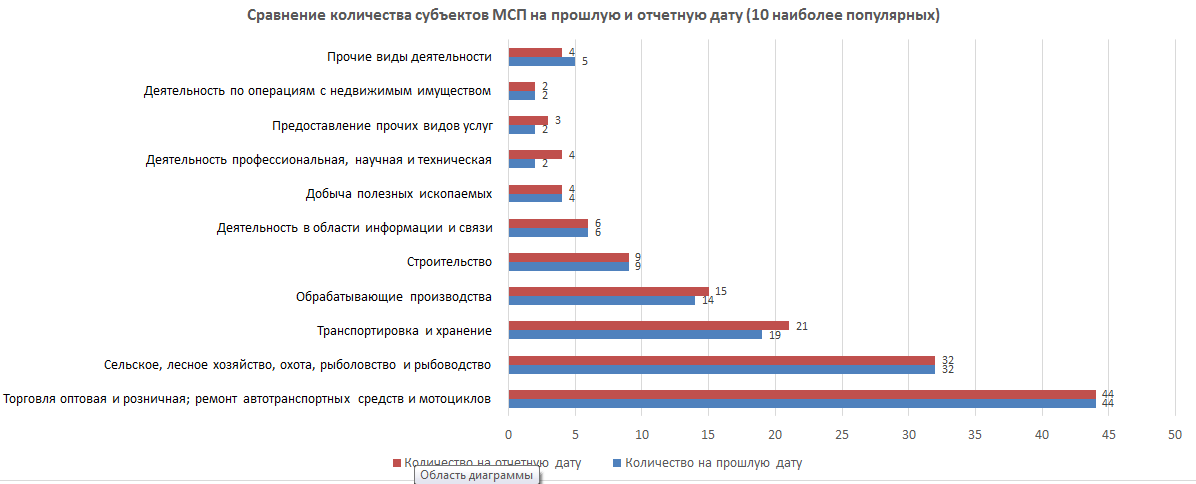 Сравнение количества субъектов МСП на прошлую и отчетную дату (10 наиболее популярных)
Прочие виды деятельности
4
5
Деятельность по операциям с недвижимым имуществом
2
2
Предоставление прочих видов услуг
3
2
Деятельность профессиональная, научная и техническая
4
2
Добыча полезных ископаемых
4
4
Деятельность в области информации и связи
6
6
Строительство
9
9
Обрабатывающие производства
15
14
Транспортировка и хранение
21
19
Сельское, лесное хозяйство, охота, рыболовство и рыбоводство
32
32
Торговля оптовая и розничная; ремонт автотранспортных средств и мотоциклов
44
44
0 5 10 15 20 25 30 35 40 45 50
Количество на отчетную дату Количество на прошлую дату
Область диаграммы